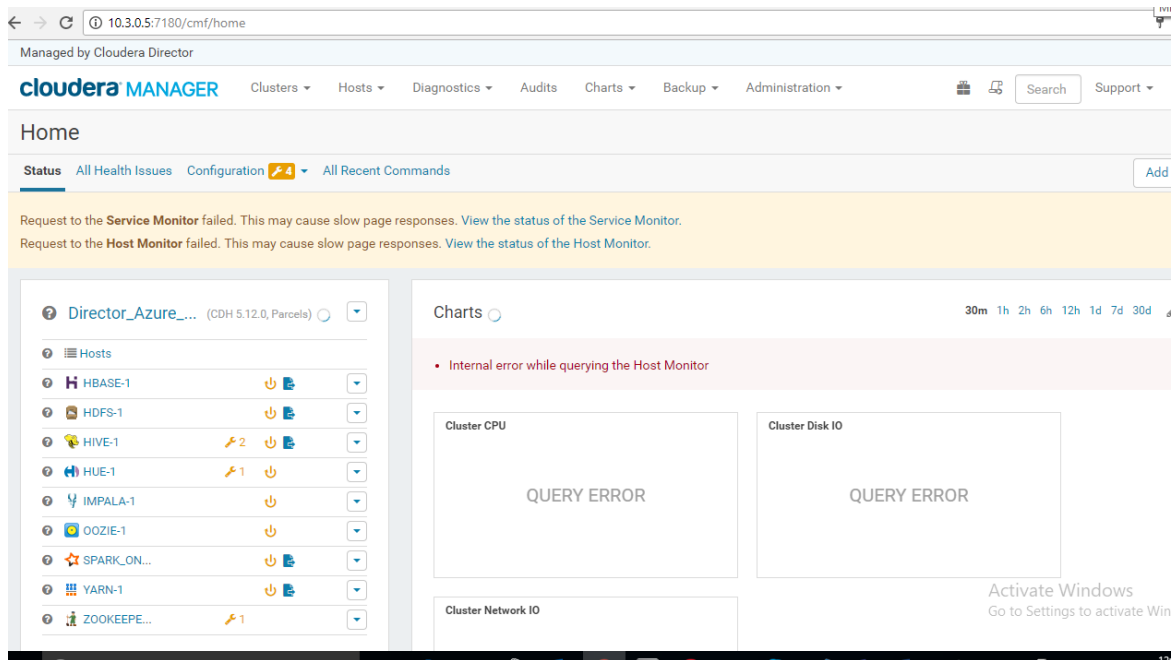 10.3.0.5:7180/cmf/home
Managed by Cloudera Director
cloudera MANAGER Clusters Hosts Diagnostics Audits Charts Backup Administration Search Support
Home
Status All Health Issues Configuration 4 All Recent Commands Add
Request to the Service Monitor failed. This may cause slow page responses. View the status of the Service Monitor.
Request to the Host Monitor failed. This may cause slow page responses. View the status of the Host Monitor.
Director_Azure_... (CDH 5.12.0, Parcels)
Hosts
HBASE-1
HDFS-1
HIVE-1 2
HUE-1 1
IMPALA-1
OOZIE-1
SPARK_ON...
YARN-1
ZOOKEEPE... 1
Charts 30m 1h 2h 6h 12h 1d 7d 30d
Internal error while querying the Host Monitor
Cluster CPU
QUERY ERROR
Cluster Disk IO
QUERY ERROR
Cluster Network IO
Activate Windows
Go to Settings to activate Win